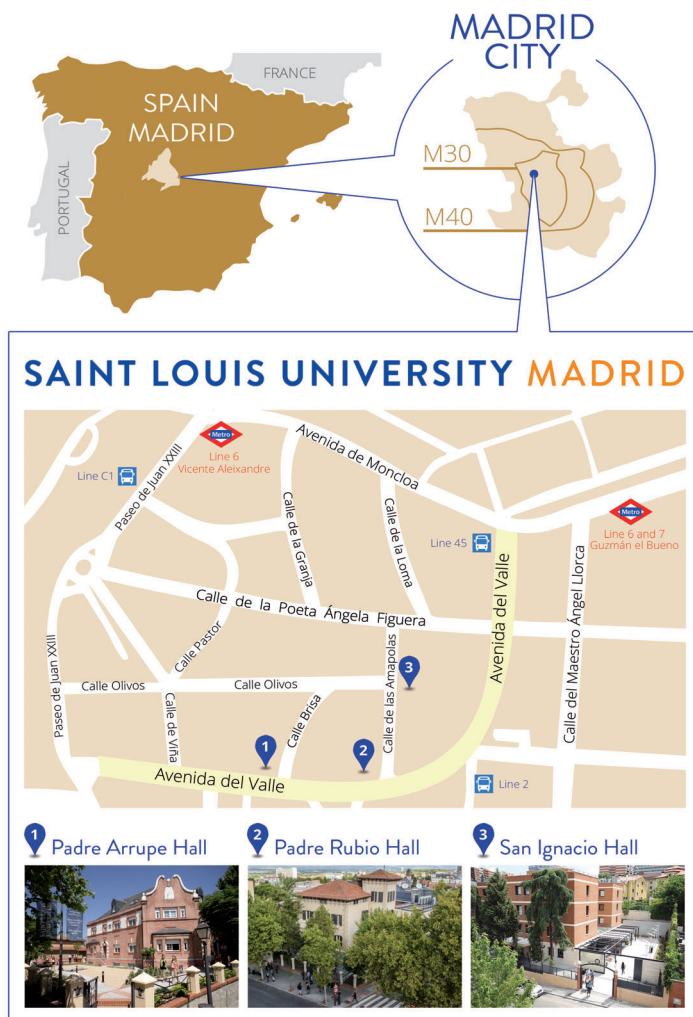 MADRID
CITY
FRANCE
SPAIN
MADRID
PORTUGAL
M30
M40
SAINT LOUIS UNIVERSITY MADRID
Metro
Line 6
Vicente Aleixandre
Line C1
Paseo de Juan XXIII
Avenida de Moncloa
Metro
Line 6 and 7
Guzmán el Bueno
Line 45
Calle de la Granja
Calle de la Loma
Avenida del Valle
Calle del Maestro Ángel Llorca
Calle de la Poeta Ángela Figuera
Calle Pastor
Paseo de Juan XXIII
Calle Olivos
Calle Olivos
Calle de las Amapolas
3
Calle de Viña
Calle Brisa
1
2
Avenida del Valle
Line 2
1 Padre Arrupe Hall
2 Padre Rubio Hall
3 San Ignacio Hall